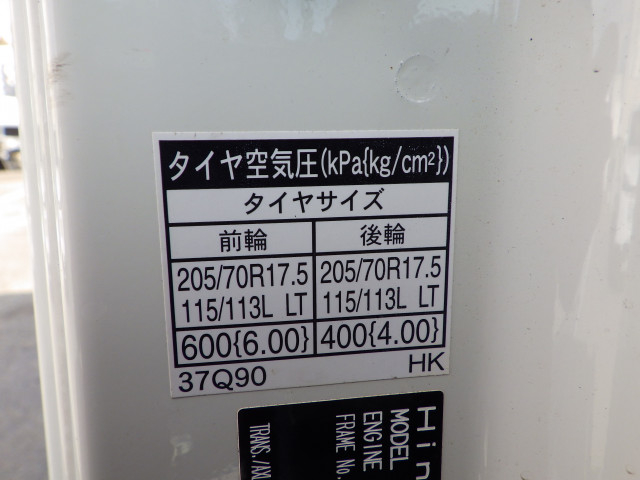 タイヤ空気圧(kPa{kg/cm²})
タイヤサイズ
前輪 後輪
205/70R17.5 205/70R17.5
115/113L LT 115/113L LT
600{6.00} 400{4.00}
37Q90 HK
MODEL
ENGINE
FRAME No.